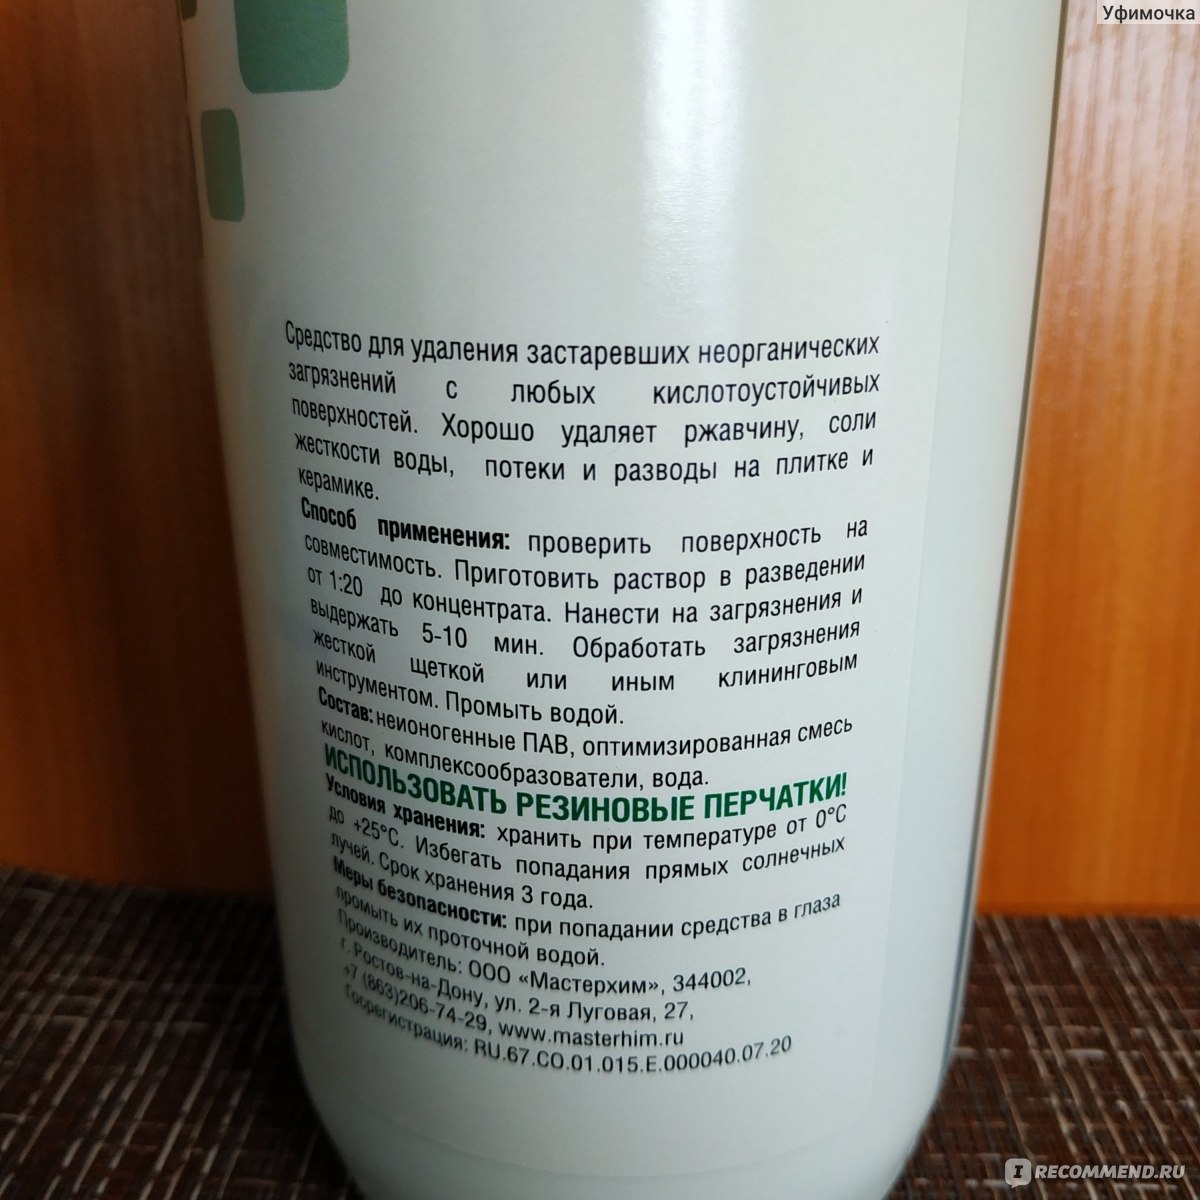 Уфимочка
Средство для удаления застаревших неорганических
загрязнений с любых кислотоустойчивых
поверхностей. Хорошо удаляет ржавчину, соли
жесткости воды, потеки и разводы на плитке и
керамике.
Способ применения: проверить поверхность на
совместимость. Приготовить раствор в разведении
от 1:20 до концентрата. Нанести на загрязнения и
выдержать 5-10 мин. Обработать загрязнения
жесткой щеткой или иным клининговым
инструментом. Промыть водой.
Состав: неионогенные ПАВ, оптимизированная смесь
кислот, комплексообразователи, вода.
ИСПОЛЬЗОВАТЬ РЕЗИНОВЫЕ ПЕРЧАТКИ!
Условия хранения: хранить при температуре от 0°С
до +25°С. Избегать попадания прямых солнечных
лучей. Срок хранения 3 года.
Меры безопасности: при попадании средства в глаза
промыть их проточной водой.
Производитель: ООО «Мастерхим», 344002,
г. Ростов-на-Дону, ул. 2-я Луговая, 27,
+7 (863)206-74-29, www.masterhim.ru
Госрегистрация: RU.67.CO.01.015.E.000040.07.20
IRECOMMEND.RU